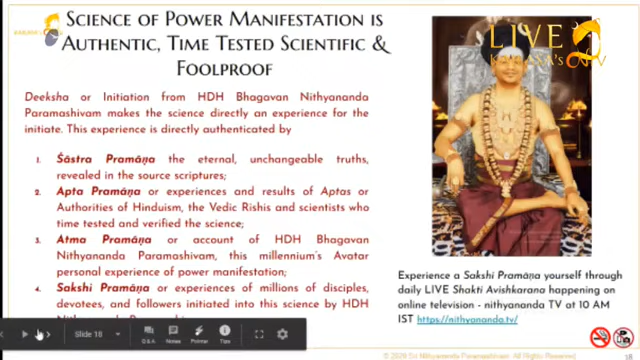 SCIENCE OF POWER MANIFESTATION IS
AUTHENTIC, TIME TESTED SCIENTIFIC &
FOOLPROOF
Deeksha or Initiation from HDH Bhagavan Nithyananda
Paramashivam makes the science directly an experience for the
initiate. This experience is directly authenticated by
1. Śāstra Pramāṇa the eternal, unchangeable truths,
revealed in the source scriptures;
2. Apta Pramāṇa or experiences and results of Aptas or
Authorities of Hinduism, the Vedic Rishis and scientists who
time tested and verified the science;
3. Atma Pramāṇa or account of HDH Bhagavan
Nithyananda Paramashivam, this millennium's Avatar
personal experience of power manifestation;
4. Sakshi Pramāṇa or experiences of millions of disciples,
devotees, and followers initiated into this science by HDH
LIVE
Experience a Sakshi Pramāṇa yourself through
daily LIVE Shakti Avishkarana happening on
online television - nithyananda TV at 10 AM
IST https://nithyananda.tv/
Slide 18
Q&A
Notes
Pointer
Tips
18